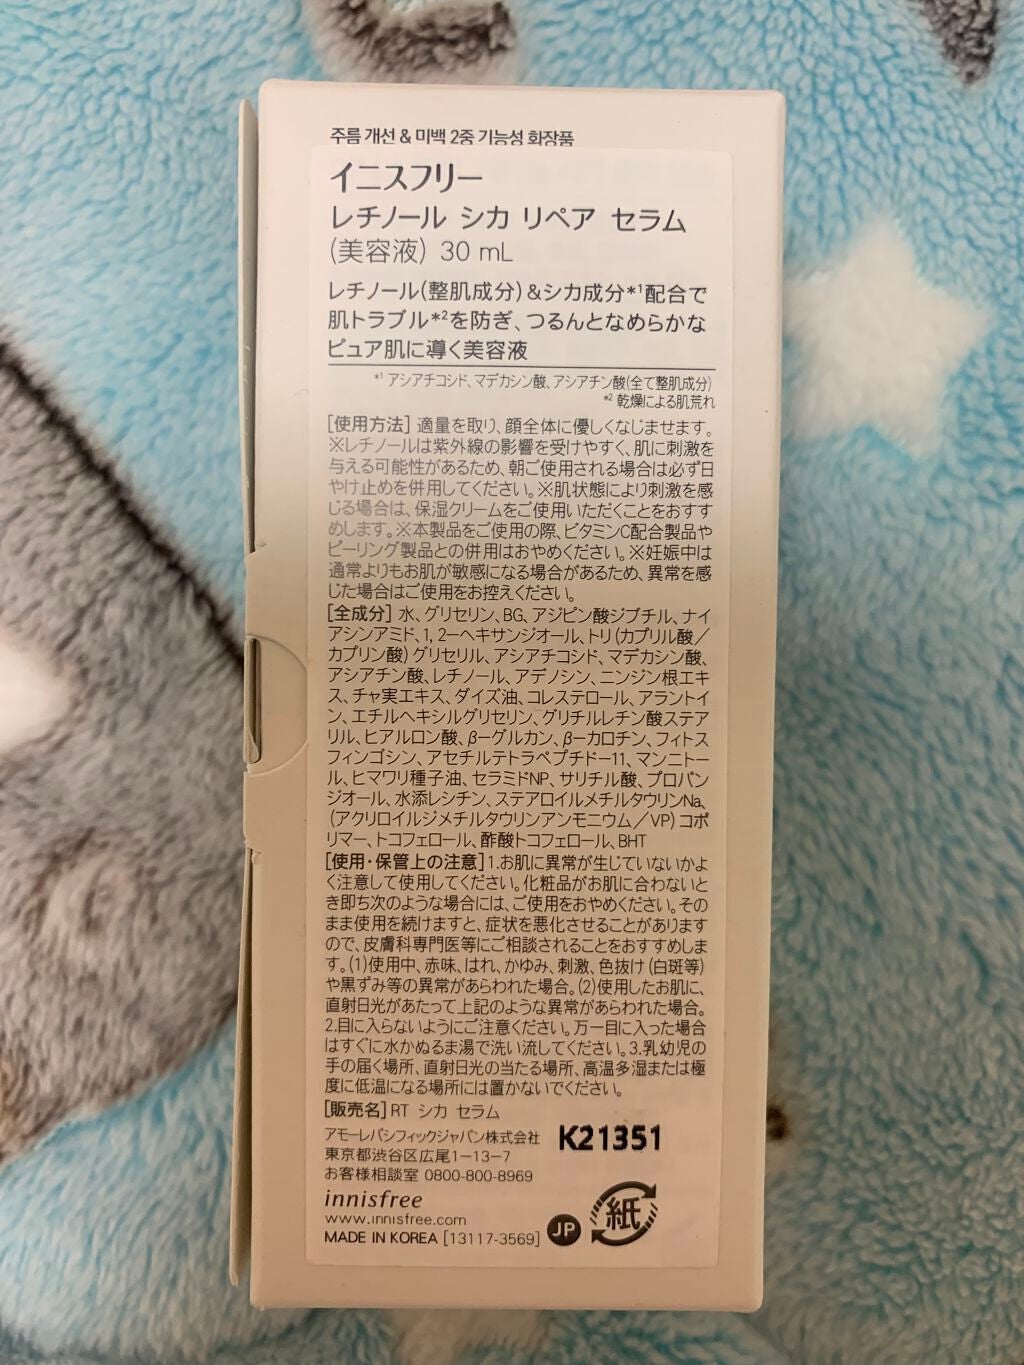 주름 개선 & 미백 2중 기능성 화장품
イニスフリー
レチノール シカ リペア セラム
(美容液) 30 mL
レチノール(整肌成分)&シカ成分*1配合で
肌トラブル*2を防ぎ、つるんとなめらかな
ピュア肌に導く美容液
*1 アシアチコシド、マデカシン酸、アシアチン酸(全て整肌成分)
*2 乾燥による肌荒れ
[使用方法] 適量を取り、顔全体に優しくなじませます。
※レチノールは紫外線の影響を受けやすく、肌に刺激を
与える可能性があるため、朝ご使用される場合は必ず日
やけ止めを併用してください。※肌状態により刺激を感
じる場合は、保湿クリームをご使用いただくことをおすす
めします。※本製品をご使用の際、ビタミンC配合製品や
ピーリング製品との併用はおやめください。※妊娠中は
通常よりもお肌が敏感になる場合があるため、異常を感
じた場合はご使用をお控えください。
[全成分] 水、グリセリン、BG、アジピン酸ジブチル、ナイ
アシンアミド、1, 2ーヘキサンジオール、トリ(カプリル酸/
カプリン酸)グリセリル、アシアチコシド、マデカシン酸、
アシアチン酸、レチノール、アデノシン、ニンジン根エキ
ス、チャ実エキス、ダイズ油、コレステロール、アラントイ
ン、エチルヘキシルグリセリン、グリチルレチン酸ステア
リル、ヒアルロン酸、βーグルカン、βーカロチン、フィトス
フィンゴシン、アセチルテトラペプチドー11、マンニトー
ル、ヒマワリ種子油、セラミドNP、サリチル酸、プロパン
ジオール、水添レシチン、ステアロイルメチルタウリンNa、
(アクリロイルジメチルタウリンアンモニウム/VP)コポ
リマー、トコフェロール、酢酸トコフェロール、BHT
[使用・保管上の注意]1.お肌に異常が生じていないかよ
く注意して使用してください。化粧品がお肌に合わないと
き即ち次のような場合には、ご使用をおやめください。その
まま使用を続けますと、症状を悪化させることがあります
ので、皮膚科専門医等にご相談されることをおすすめしま
す。(1)使用中、赤味、はれ、かゆみ、刺激、色抜け(白斑等)
や黒ずみ等の異常があらわれた場合。(2)使用したお肌に、
直射日光があたって上記のような異常があらわれた場合。
2.目に入らないようにご注意ください。万一目に入った場合
はすぐに水かぬるま湯で洗い流してください。3.乳幼児の
手の届く場所、直射日光の当たる場所、高温多湿または極
度に低温になる場所には置かないでください。
[販売名]RT シカ セラム
アモーレパシフィックジャパン株式会社 K21351
東京都渋谷区広尾1ー13ー7
お客様相談室 0800-800-8969
innisfree
www.innisfree.com
MADE IN KOREA [13117-3569] JP 紙